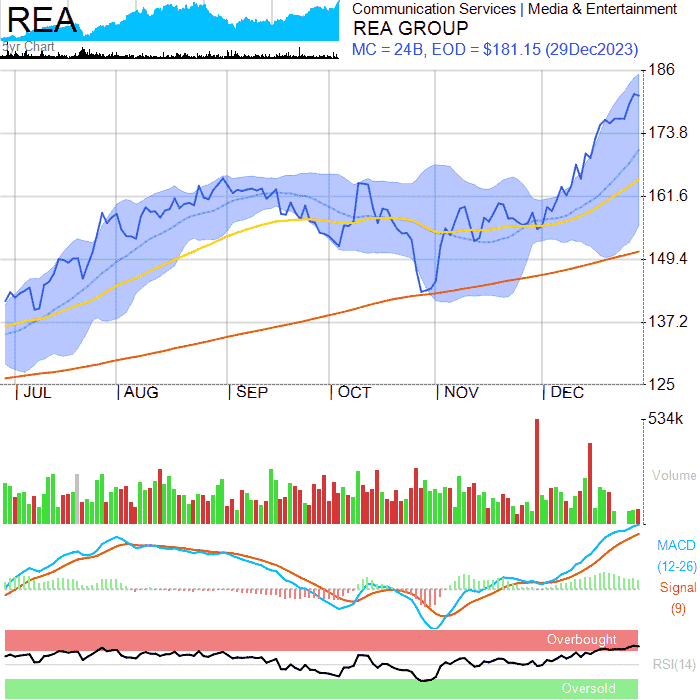 REA
5yr Chart
Communication Services | Media & Entertainment
REA GROUP
MC = 24B, EOD = $181.15 (29Dec2023)
186
173.8
161.6
149.4
137.2
125
JUL AUG SEP OCT NOV DEC
534k
Volume
MACD
(12-26)
Signal
(9)
Overbought
RSI(14)
Oversold